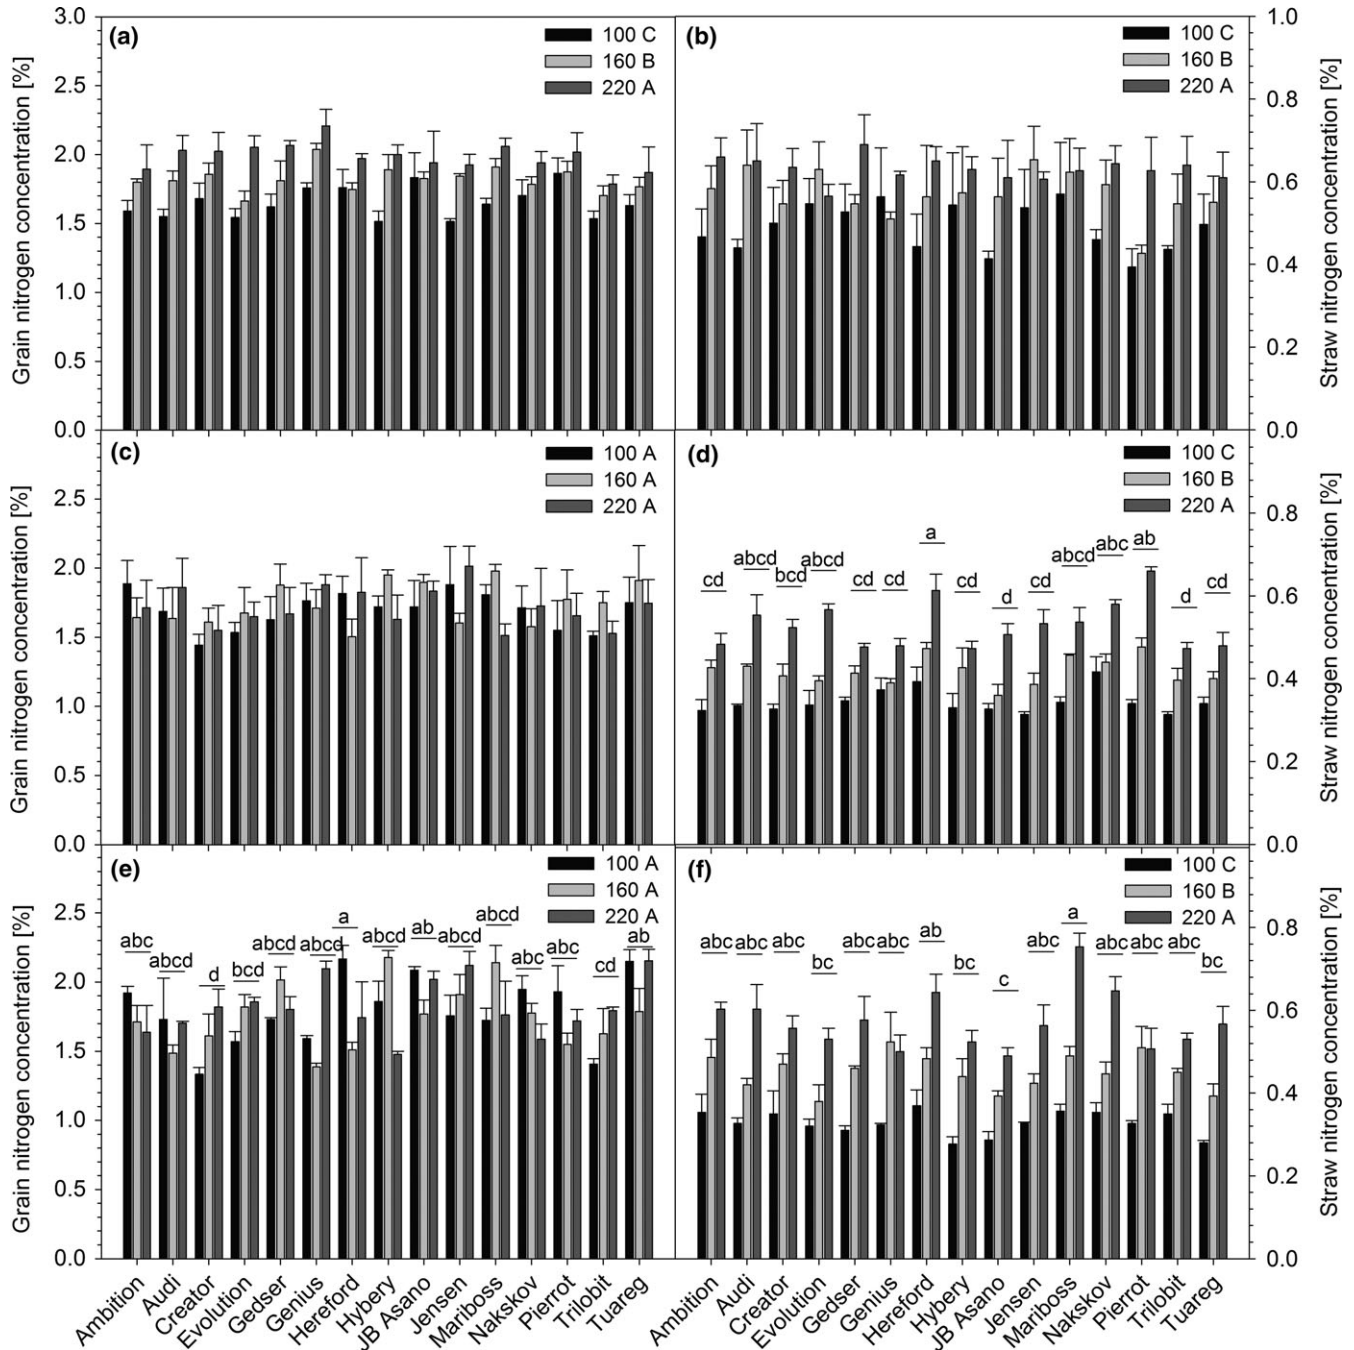 Grain nitrogen concentration [%]
3.0
2.5
2.0
1.5
1.0
0.5
0.0
(a)
100 C
160 B
220 A
(b)
100 C
160 B
220 A
1.0
0.8
0.6
0.4
0.2
0.0
Straw nitrogen concentration [%]
Grain nitrogen concentration [%]
2.5
2.0
1.5
1.0
0.5
0.0
(c)
100 A
160 A
220 A
(d)
100 C
160 B
220 A
cd
abcd
bcd
abcd
cd
cd
a
cd
d
cd
abcd
abc
ab
d
cd
0.8
0.6
0.4
0.2
0.0
Straw nitrogen concentration [%]
Grain nitrogen concentration [%]
2.5
2.0
1.5
1.0
0.5
0.0
(e)
100 A
160 A
220 A
abc
abcd
d
bcd
abcd
abcd
a
abcd
ab
abcd
abcd
abc
abc
cd
ab
(f)
100 C
160 B
220 A
abc
abc
abc
bc
abc
abc
ab
bc
c
abc
a
abc
abc
abc
bc
0.8
0.6
0.4
0.2
0.0
Straw nitrogen concentration [%]
Ambition
Audi
Creator
Evolution
Gedser
Genius
Hereford
Hybery
JB Asano
Jensen
Mariboss
Nakskov
Pierrot
Trilobit
Tuareg
Ambition
Audi
Creator
Evolution
Gedser
Genius
Hereford
Hybery
JB Asano
Jensen
Mariboss
Nakskov
Pierrot
Trilobit
Tuareg